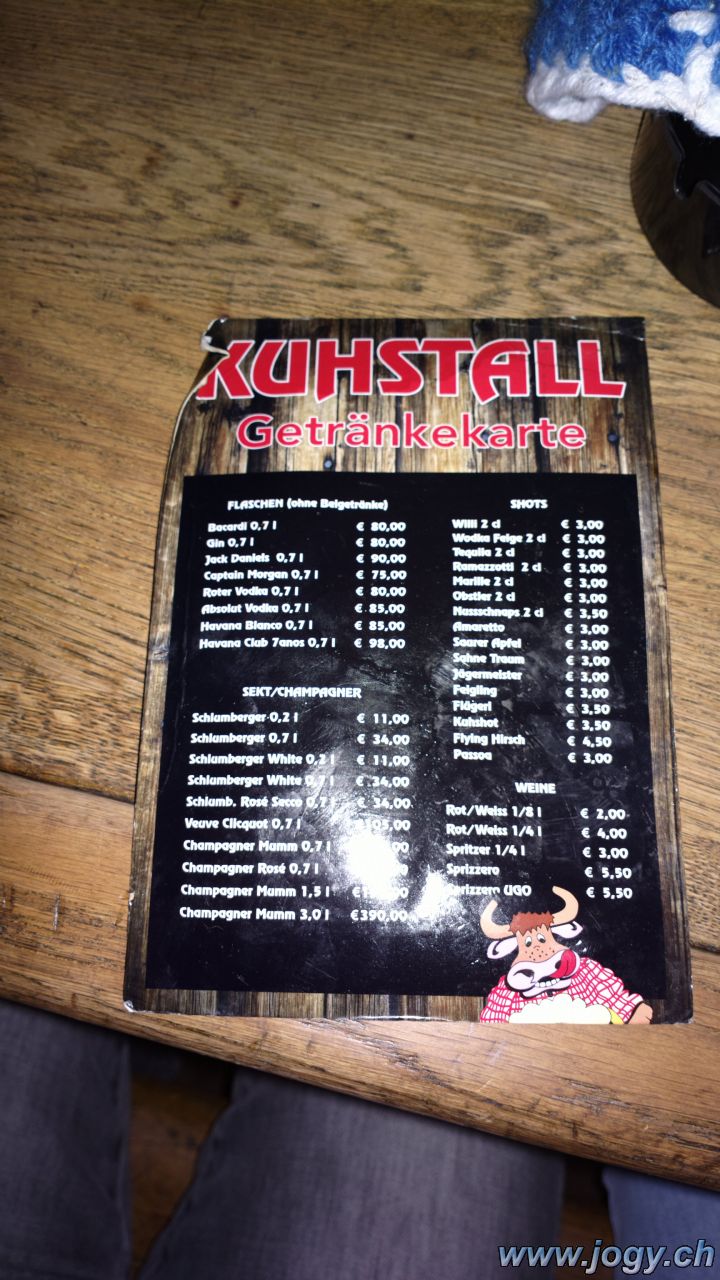 KUHSTALL
Getränkekarte
FLASCHEN (ohne Beigetränke)
Bacardi 0,7 l € 80,00
Gin 0,7 l € 80,00
Jack Daniels 0,7 l € 90,00
Captain Morgan 0,7 l € 75,00
Roter Vodka 0,7 l € 80,00
Absolut Vodka 0,7 l € 85,00
Havana Blanco 0,7 l € 85,00
Havana Club 7anos 0,7 l € 98,00
SEKT/CHAMPAGNER
Schlumberger 0,2 l € 11,00
Schlumberger 0,7 l € 34,00
Schlumberger White 0,2 l € 11,00
Schlumberger White 0,7 l € 34,00
Schlumb. Rosé Secco 0,7 l € 34,00
Veuve Clicquot 0,7 l
Champagner Mumm 0,7 l
Champagner Rosé 0,7 l
Champagner Mumm 1,5 l
Champagner Mumm 3,0 l €390,00
SHOTS
Willi 2 cl € 3,00
Wodka Feige 2 cl € 3,00
Tequila 2 cl € 3,00
Ramazzotti 2 cl € 3,00
Marille 2 cl € 3,00
Obstler 2 cl € 3,00
Nussschnaps 2 cl € 3,50
Amaretto € 3,00
Saurer Apfel € 3,00
Sahne Traum € 3,00
Jägermeister € 3,00
Feigling € 3,00
Flügerl € 3,50
Kuhshot € 3,50
Flying Hirsch € 4,50
Passoa € 3,00
WEINE
Rot/Weiss 1/8 l € 2,00
Rot/Weiss 1/4 l € 4,00
Spritzer 1/4 l € 3,00
Sprizzero € 5,50
Sprizzero UGO € 5,50
www.jogy.ch